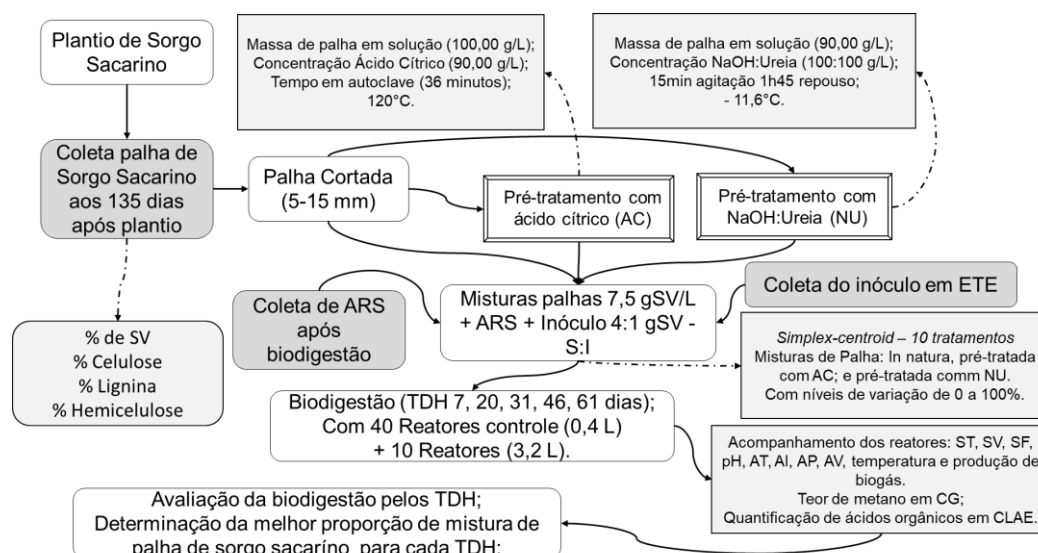 Plantio de Sorgo
Sacarino
Massa de palha em solução (100,00 g/L);
Concentração Ácido Cítrico (90,00 g/L);
Tempo em autoclave (36 minutos);
120°C.
Massa de palha em solução (90,00 g/L);
Concentração NaOH:Ureia (100:100 g/L);
15min agitação 1h45 repouso;
- 11,6°C.
Coleta palha de
Sorgo Sacarino
aos 135 dias
após plantio
Palha Cortada
(5-15 mm)
Pré-tratamento com
ácido cítrico (AC)
Pré-tratamento com
NaOH:Ureia (NU)
Coleta de ARS
após
biodigestão
Misturas palhas 7,5 gSV/L
+ ARS + Inóculo 4:1 gSV -
S:I
Coleta do inóculo em ETE
% de SV
% Celulose
% Lignina
% Hemicelulose
Simplex-centroid – 10 tratamentos
Misturas de Palha: In natura, pré-tratada
com AC; e pré-tratada comm NU.
Com níveis de variação de 0 a 100%.
Biodigestão (TDH 7, 20, 31, 46, 61 dias);
Com 40 Reatores controle (0,4 L)
+ 10 Reatores (3,2 L).
Acompanhamento dos reatores: ST, SV, SF,
pH, AT, AI, AP, AV, temperatura e produção de
biogás.
Teor de metano em CG;
Quantificação de ácidos orgânicos em CLAE.
Avaliação da biodigestão pelos TDH;
Determinação da melhor proporção de mistura de
palha de sorgo sacaríno, para cada TDH;